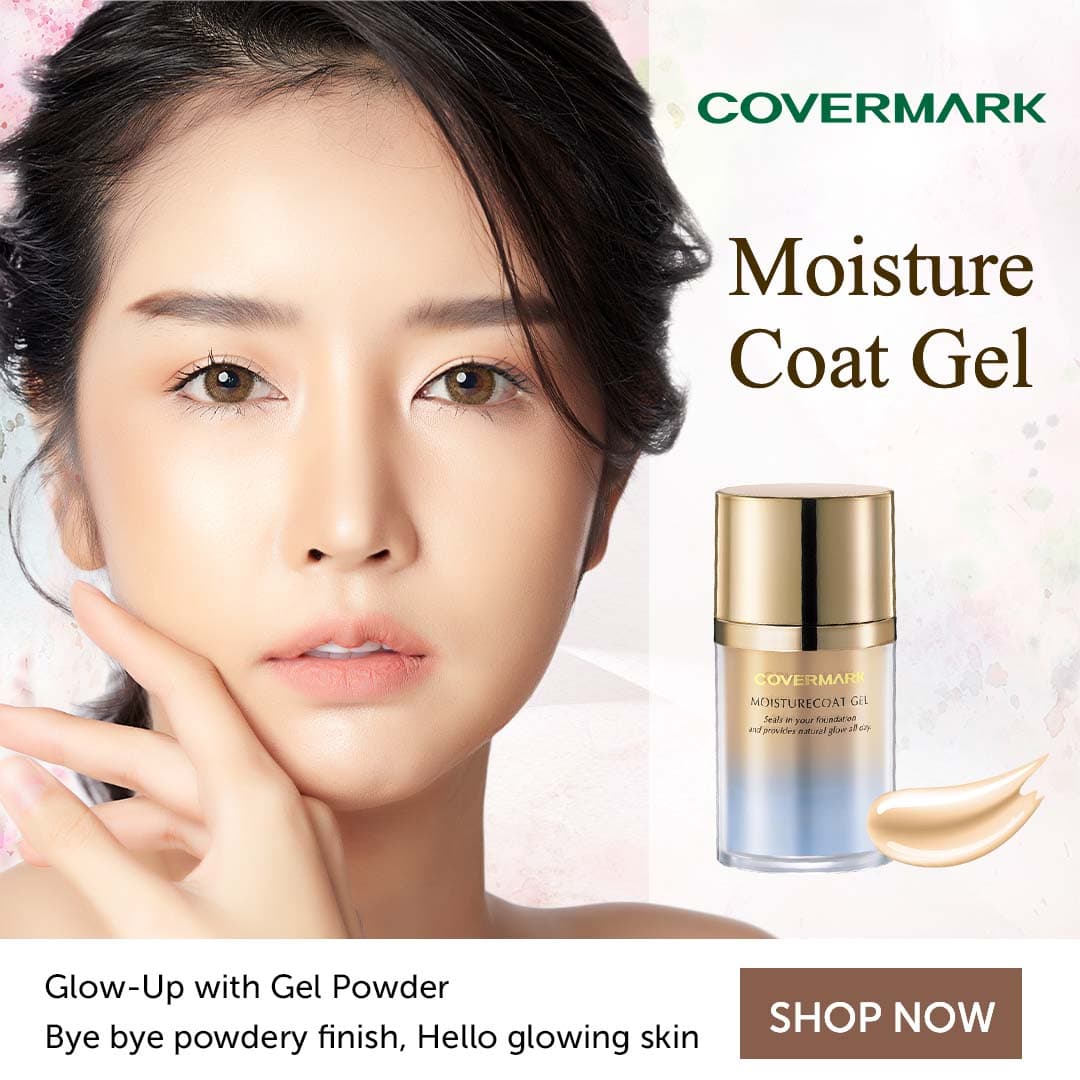 COVERMARK
Moisture
Coat Gel
COVERMARK
MOISTURECOAT GEL
Seals in your foundation
and provides natural glow all day.
Glow-Up with Gel Powder
Bye bye powdery finish, Hello glowing skin
SHOP NOW